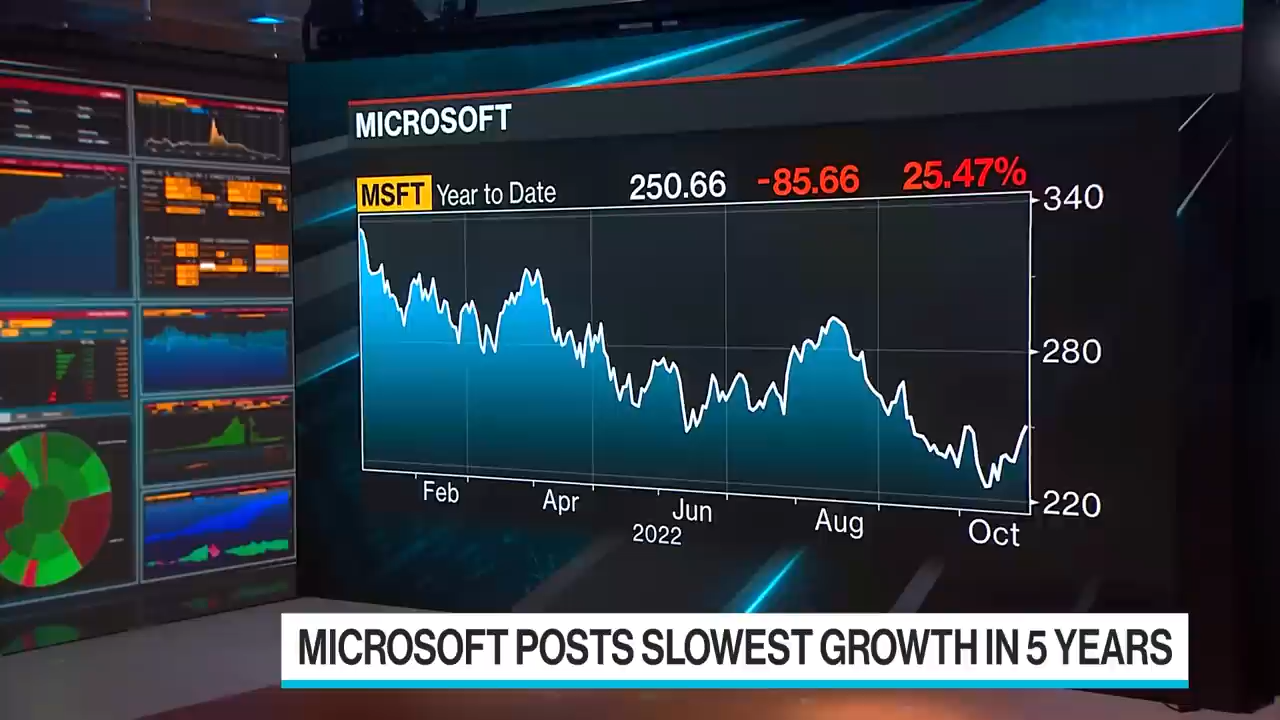 MICROSOFT
MSFT Year to Date 250.66 -85.66 25.47%
340
280
220
Feb Apr Jun Aug Oct
2022
MICROSOFT POSTS SLOWEST GROWTH IN 5 YEARS